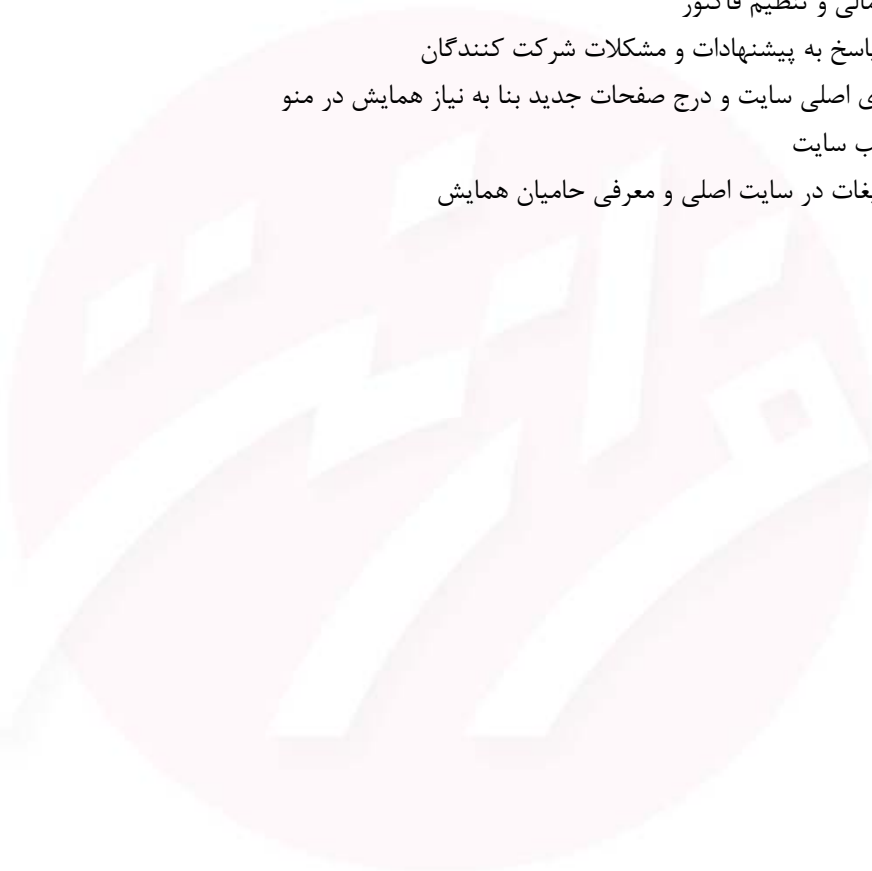 مالی و تنظیم فاکتور
پاسخ به پیشنهادات و مشکلات شرکت کنندگان
ی اصلی سایت و درج صفحات جدید بنا به نیاز همایش در منو
ب سایت
یغات در سایت اصلی و معرفی حامیان همایش